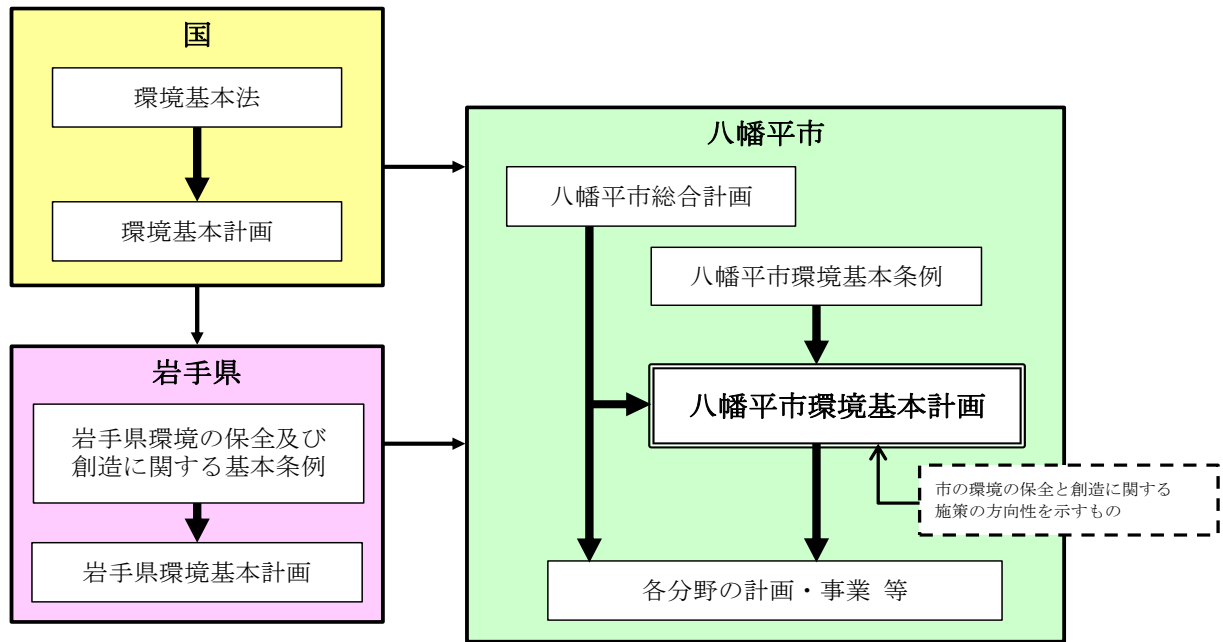 国
環境基本法
環境基本計画
岩手県
岩手県環境の保全及び
創造に関する基本条例
岩手県環境基本計画
八幡平市
八幡平市総合計画
八幡平市環境基本条例
八幡平市環境基本計画
市の環境の保全と創造に関する
施策の方向性を示すもの
各分野の計画・事業 等